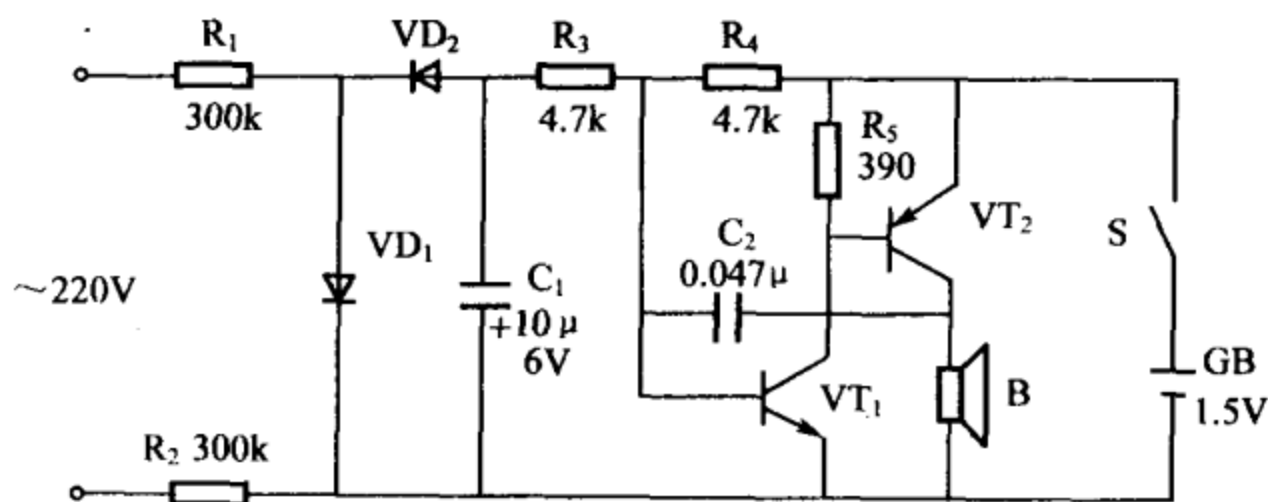 R₁
300k
VD₂
R₃
4.7k
R₄
4.7k
R₅
390
VT₂
S
VD₁
~220V
C₁
+10μ
6V
C₂
0.047μ
VT₁
B
GB
1.5V
R₂ 300k